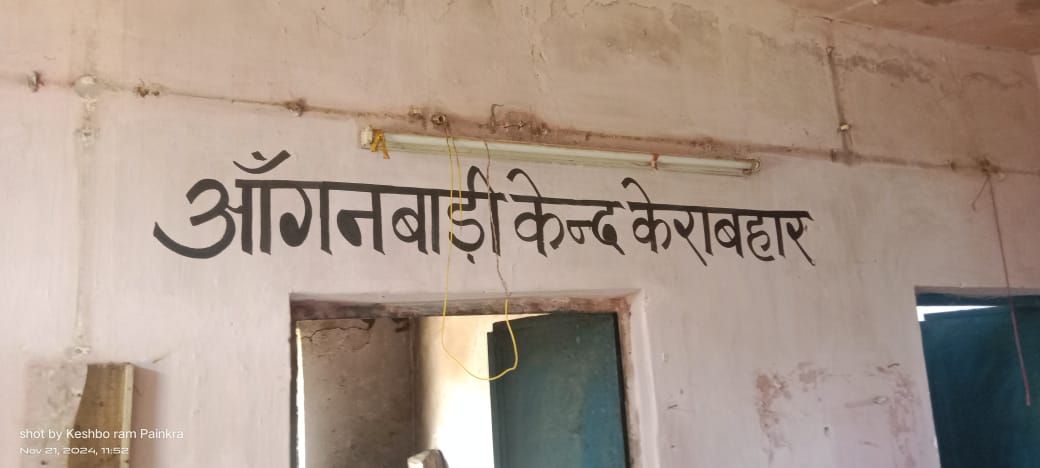 आँगनबाड़ी केन्द केराबहार
shot by Keshbo ram Painkra
Nov 21, 2024, 11:52